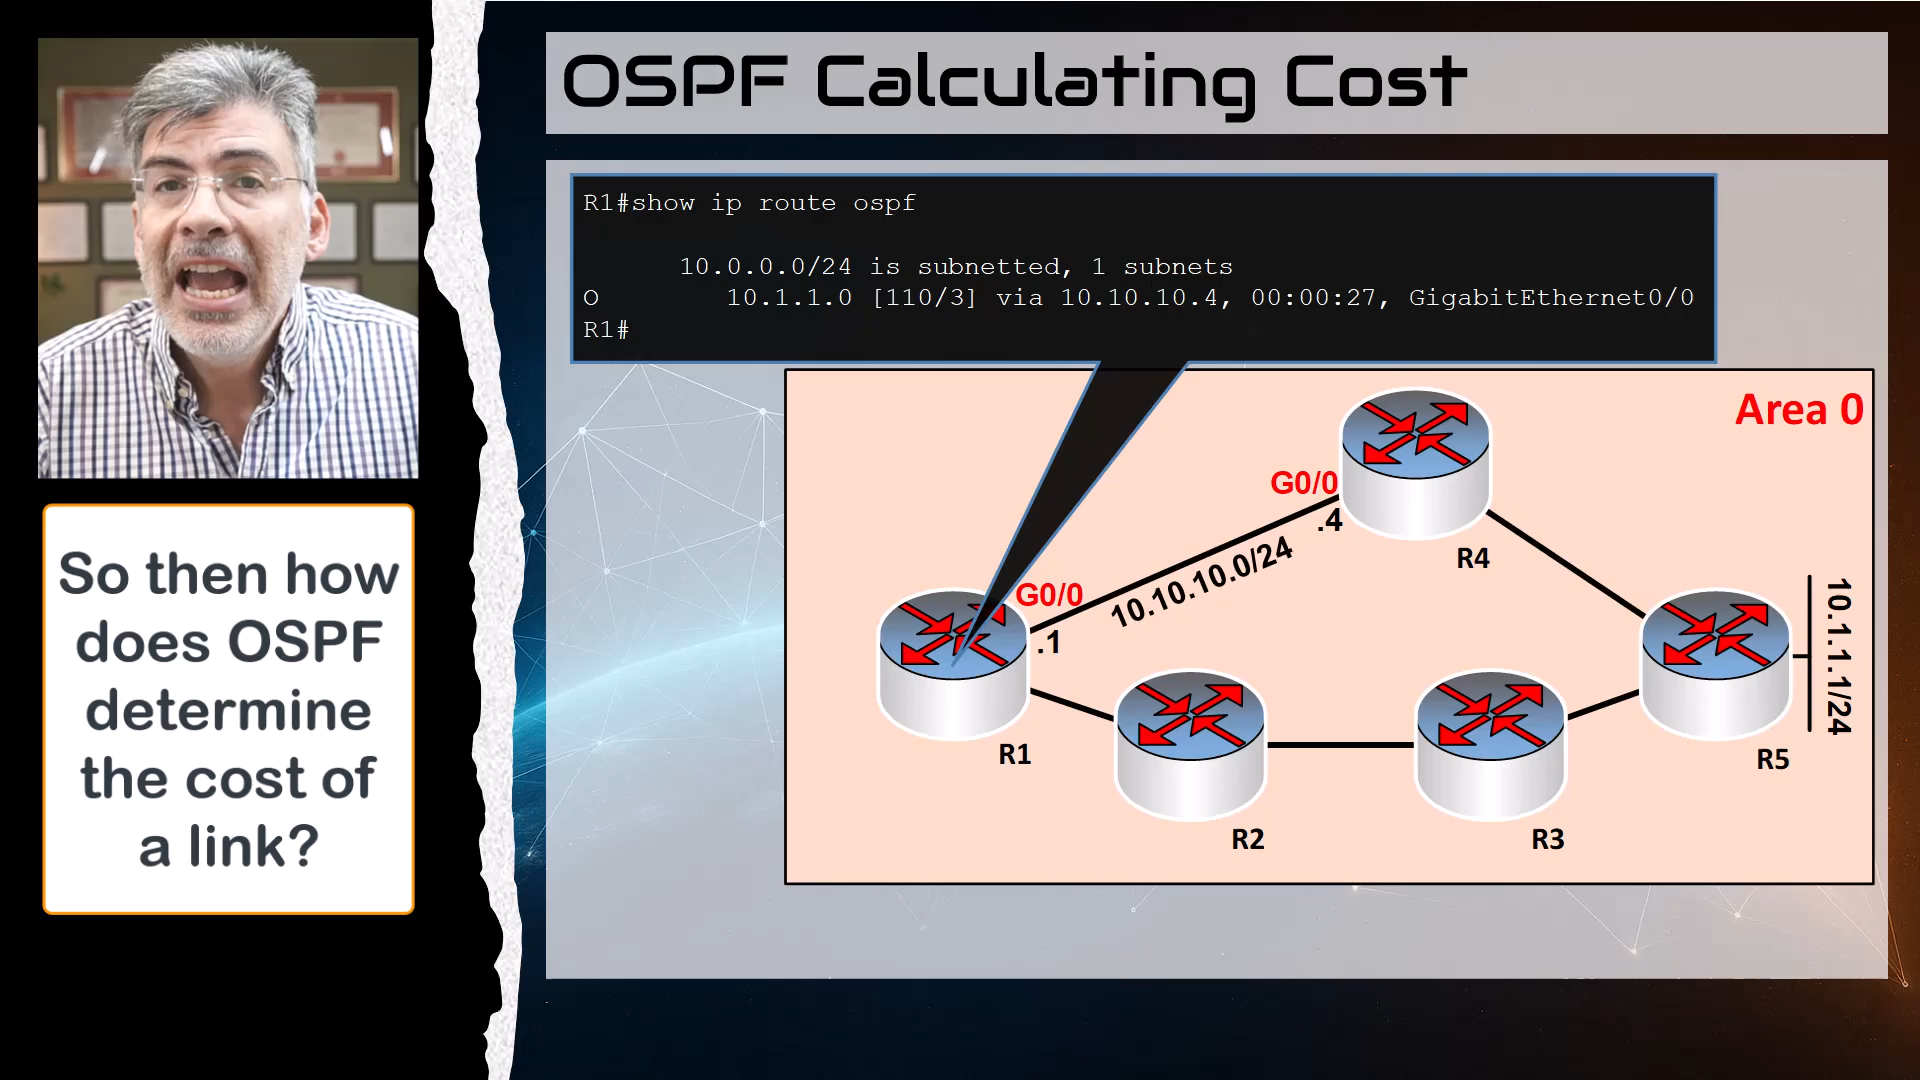 OSPF Calculating Cost
R1#show ip route ospf
10.0.0.0/24 is subnetted, 1 subnets
O 10.1.1.0 [110/3] via 10.10.10.4, 00:00:27, GigabitEthernet0/0
R1#
Area 0
G0/0
.4
R4
10.10.10.0/24
G0/0
.1
R1
R2
R3
R5
10.1.1.1/24
So then how
does OSPF
determine
the cost of
a link?